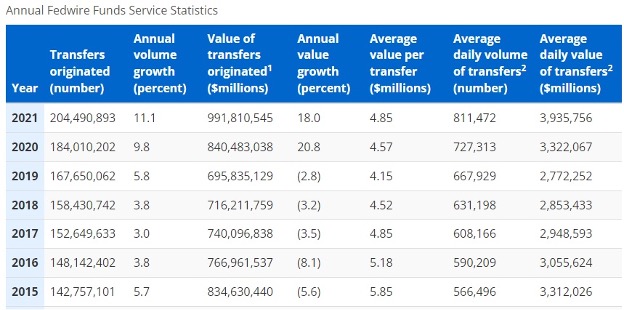 Annual Fedwire Funds Service Statistics
Year Transfers originated (number) Annual volume growth (percent) Value of transfers originated¹ ($millions) Annual value growth (percent) Average value per transfer ($millions) Average daily volume of transfers² (number) Average daily value of transfers² ($millions)
2021 204,490,893 11.1 991,810,545 18.0 4.85 811,472 3,935,756
2020 184,010,202 9.8 840,483,038 20.8 4.57 727,313 3,322,067
2019 167,650,062 5.8 695,835,129 (2.8) 4.15 667,929 2,772,252
2018 158,430,742 3.8 716,211,759 (3.2) 4.52 631,198 2,853,433
2017 152,649,633 3.0 740,096,838 (3.5) 4.85 608,166 2,948,593
2016 148,142,402 3.8 766,961,537 (8.1) 5.18 590,209 3,055,624
2015 142,757,101 5.7 834,630,440 (5.6) 5.85 566,496 3,312,026